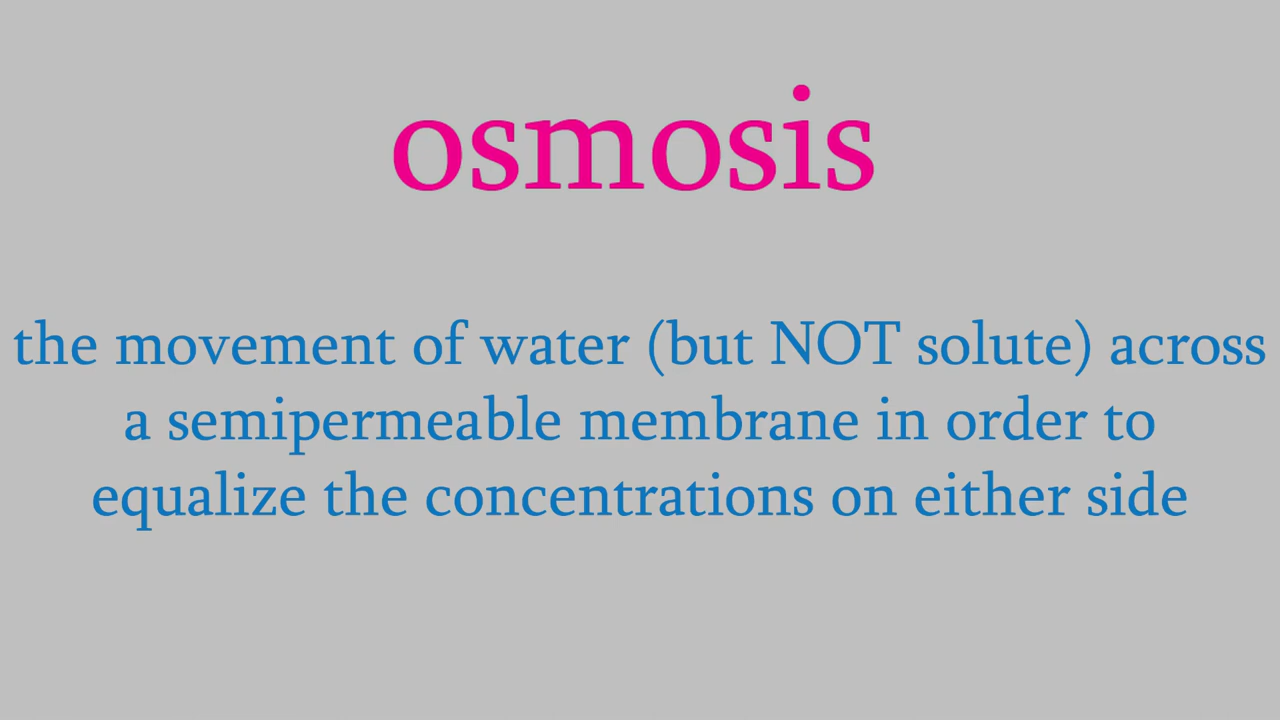 osmosis
the movement of water (but NOT solute) across
a semipermeable membrane in order to
equalize the concentrations on either side